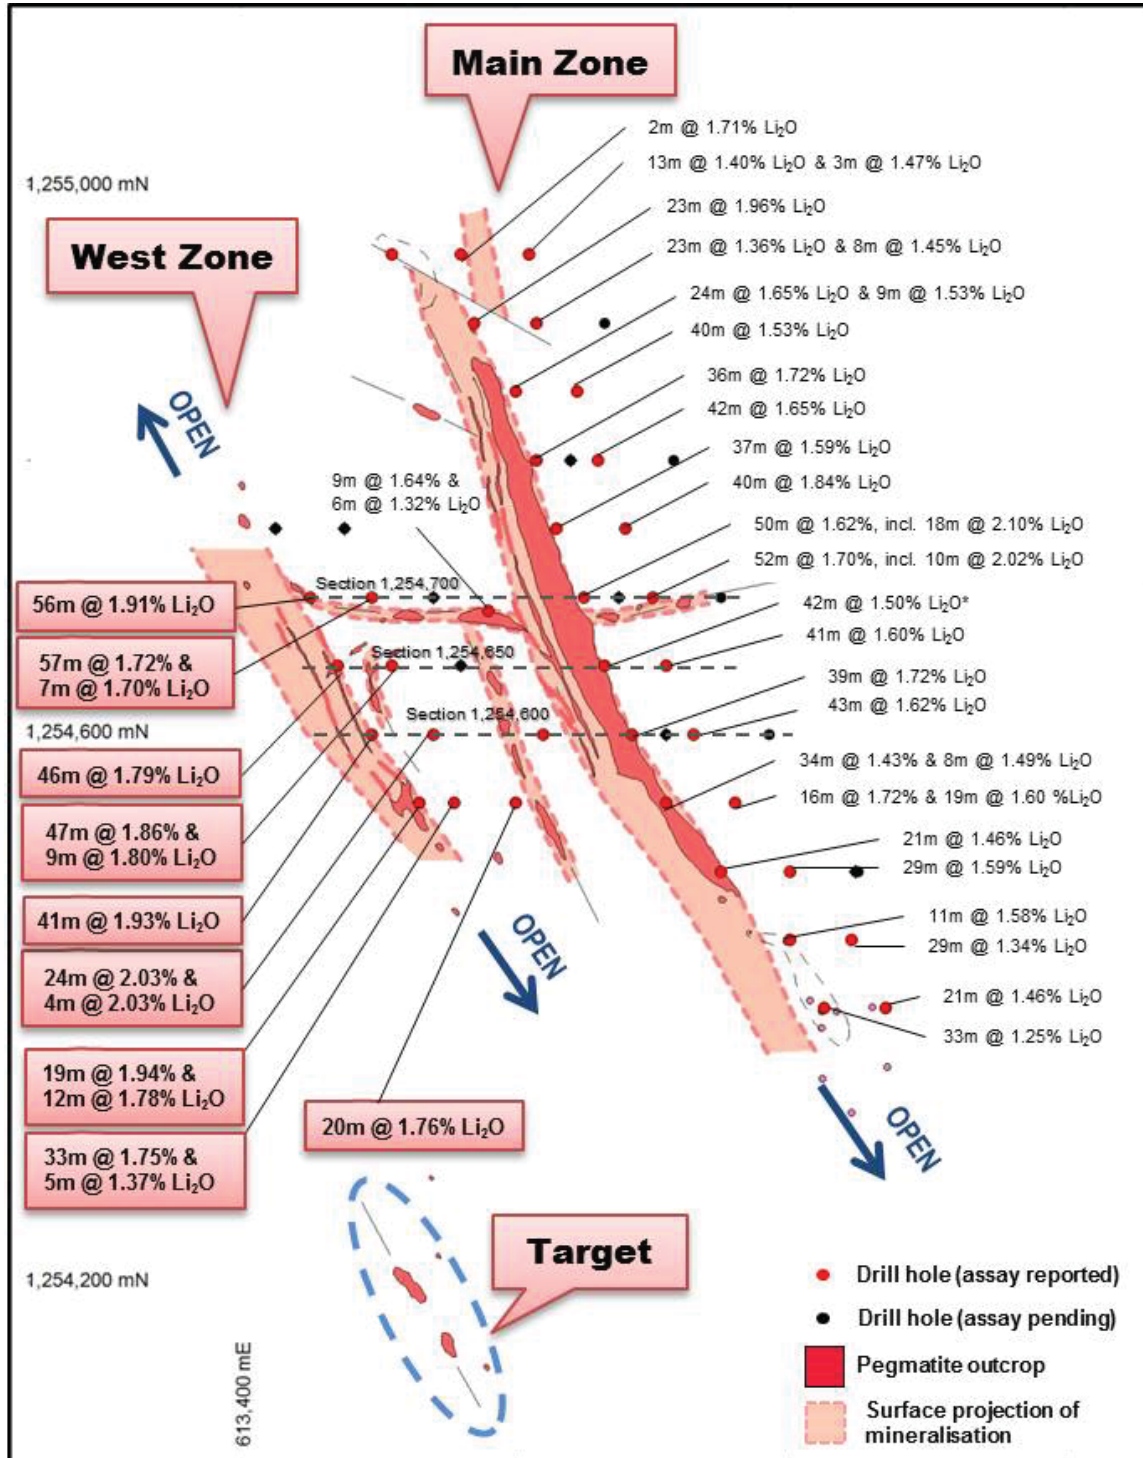 Main Zone
2m @ 1.71% Li₂O
13m @ 1.40% Li₂O & 3m @ 1.47% Li₂O
1,255,000 mN
23m @ 1.96% Li₂O
West Zone
23m @ 1.36% Li₂O & 8m @ 1.45% Li₂O
24m @ 1.65% Li₂O & 9m @ 1.53% Li₂O
40m @ 1.53% Li₂O
36m @ 1.72% Li₂O
OPEN
42m @ 1.65% Li₂O
37m @ 1.59% Li₂O
9m @ 1.64% &
6m @ 1.32% Li₂O
40m @ 1.84% Li₂O
50m @ 1.62%, incl. 18m @ 2.10% Li₂O
52m @ 1.70%, incl. 10m @ 2.02% Li₂O
Section 1,254,700
56m @ 1.91% Li₂O
42m @ 1.50% Li₂O*
41m @ 1.60% Li₂O
Section 1,254,650
57m @ 1.72% &
7m @ 1.70% Li₂O
39m @ 1.72% Li₂O
43m @ 1.62% Li₂O
Section 1,254,600
1,254,600 mN
34m @ 1.43% & 8m @ 1.49% Li₂O
46m @ 1.79% Li₂O
16m @ 1.72% & 19m @ 1.60 %Li₂O
47m @ 1.86% &
9m @ 1.80% Li₂O
21m @ 1.46% Li₂O
29m @ 1.59% Li₂O
41m @ 1.93% Li₂O
11m @ 1.58% Li₂O
29m @ 1.34% Li₂O
OPEN
24m @ 2.03% &
4m @ 2.03% Li₂O
21m @ 1.46% Li₂O
33m @ 1.25% Li₂O
19m @ 1.94% &
12m @ 1.78% Li₂O
20m @ 1.76% Li₂O
OPEN
33m @ 1.75% &
5m @ 1.37% Li₂O
Target
1,254,200 mN
613,400 mE
Drill hole (assay reported)
Drill hole (assay pending)
Pegmatite outcrop
Surface projection of
mineralisation